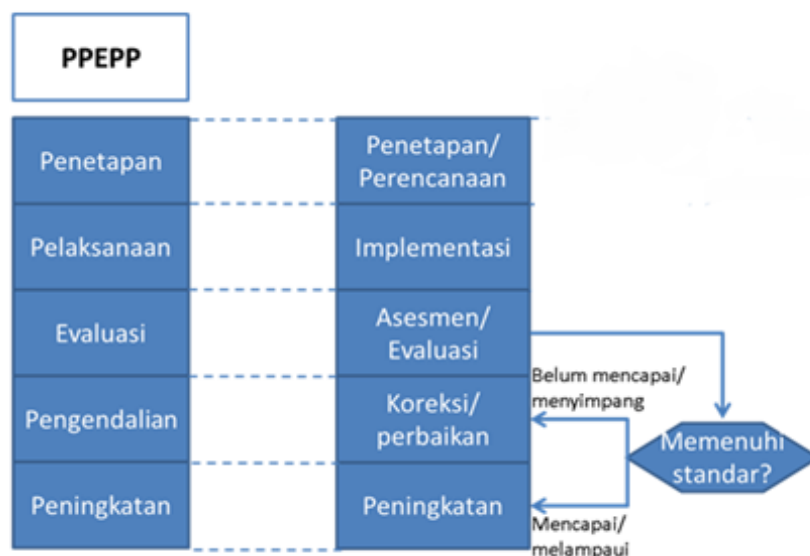 PPEPP
Penetapan
Pelaksanaan
Evaluasi
Pengendalian
Peningkatan
Penetapan/
Perencanaan
Implementasi
Asesmen/
Evaluasi
Koreksi/
perbaikan
Peningkatan
Belum mencapai/
menyimpang
Memenuhi
standar?
Mencapai/
melampaui